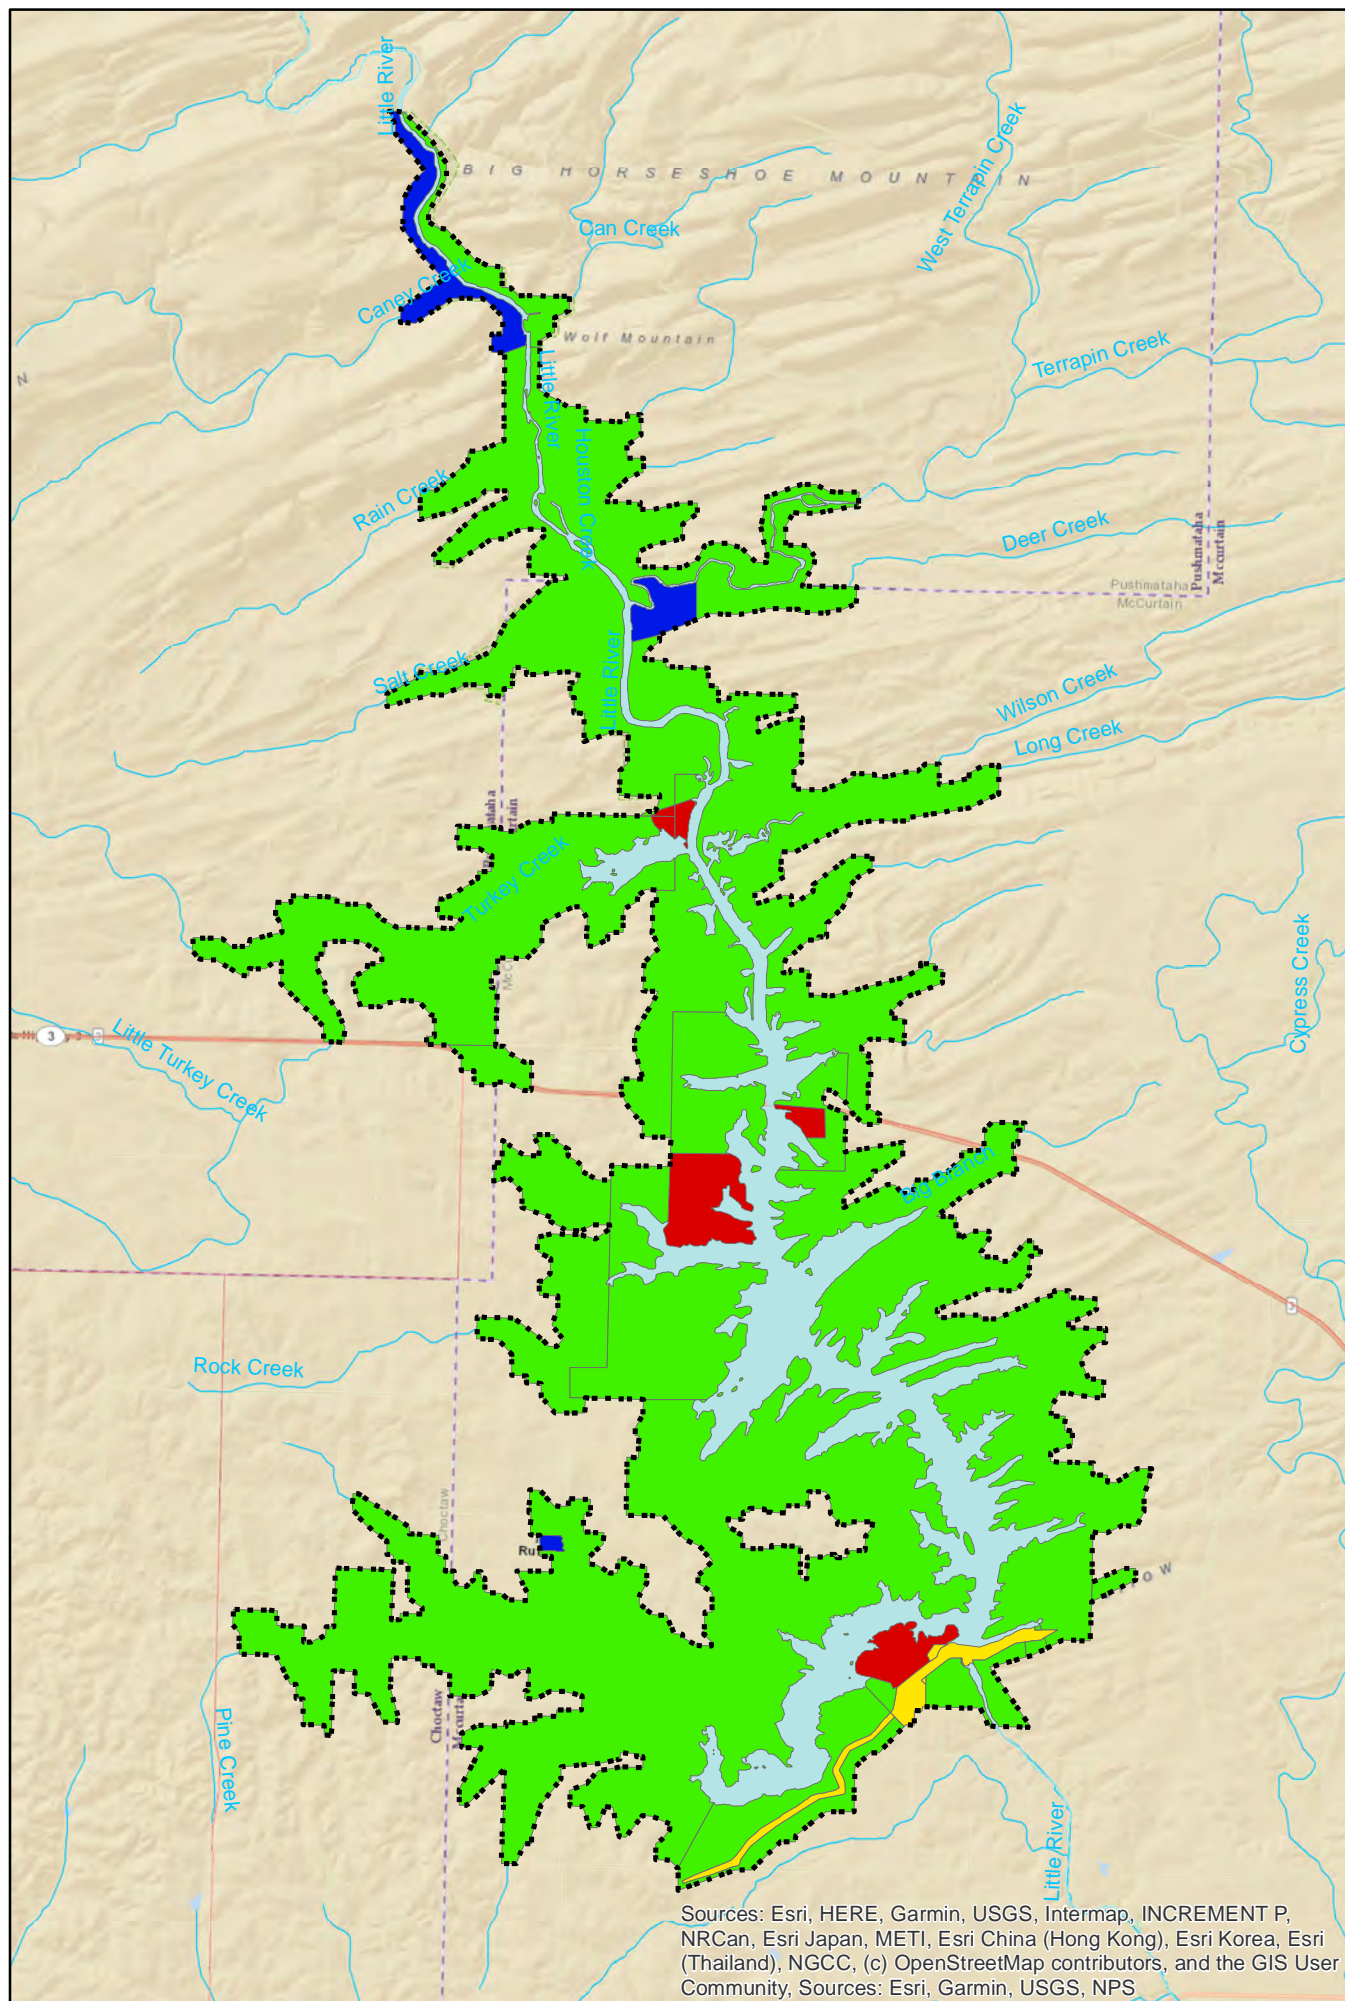 Little River
BIG HORSESHOE MOUNTAIN
West Terrapin Creek
Can Creek
Caney Creek
Wolf Mountain
Terrapin Creek
N
Little River
Houston Creek
Rain Creek
Deer Creek
Pushmataha
Mccurtain
Pushmataha
McCurtain
Little River
Salt Creek
Wilson Creek
Long Creek
Turkey Creek
Cypress Creek
3
3
Little Turkey Creek
Big Branch
3
Rock Creek
Choctaw
Ru
OW
Choctaw
Pine Creek
Little River
Sources: Esri, HERE, Garmin, USGS, Intermap, INCREMENT P,
NRCan, Esri Japan, METI, Esri China (Hong Kong), Esri Korea, Esri
(Thailand), NGCC, (c) OpenStreetMap contributors, and the GIS User
Community, Sources: Esri, Garmin, USGS, NPS